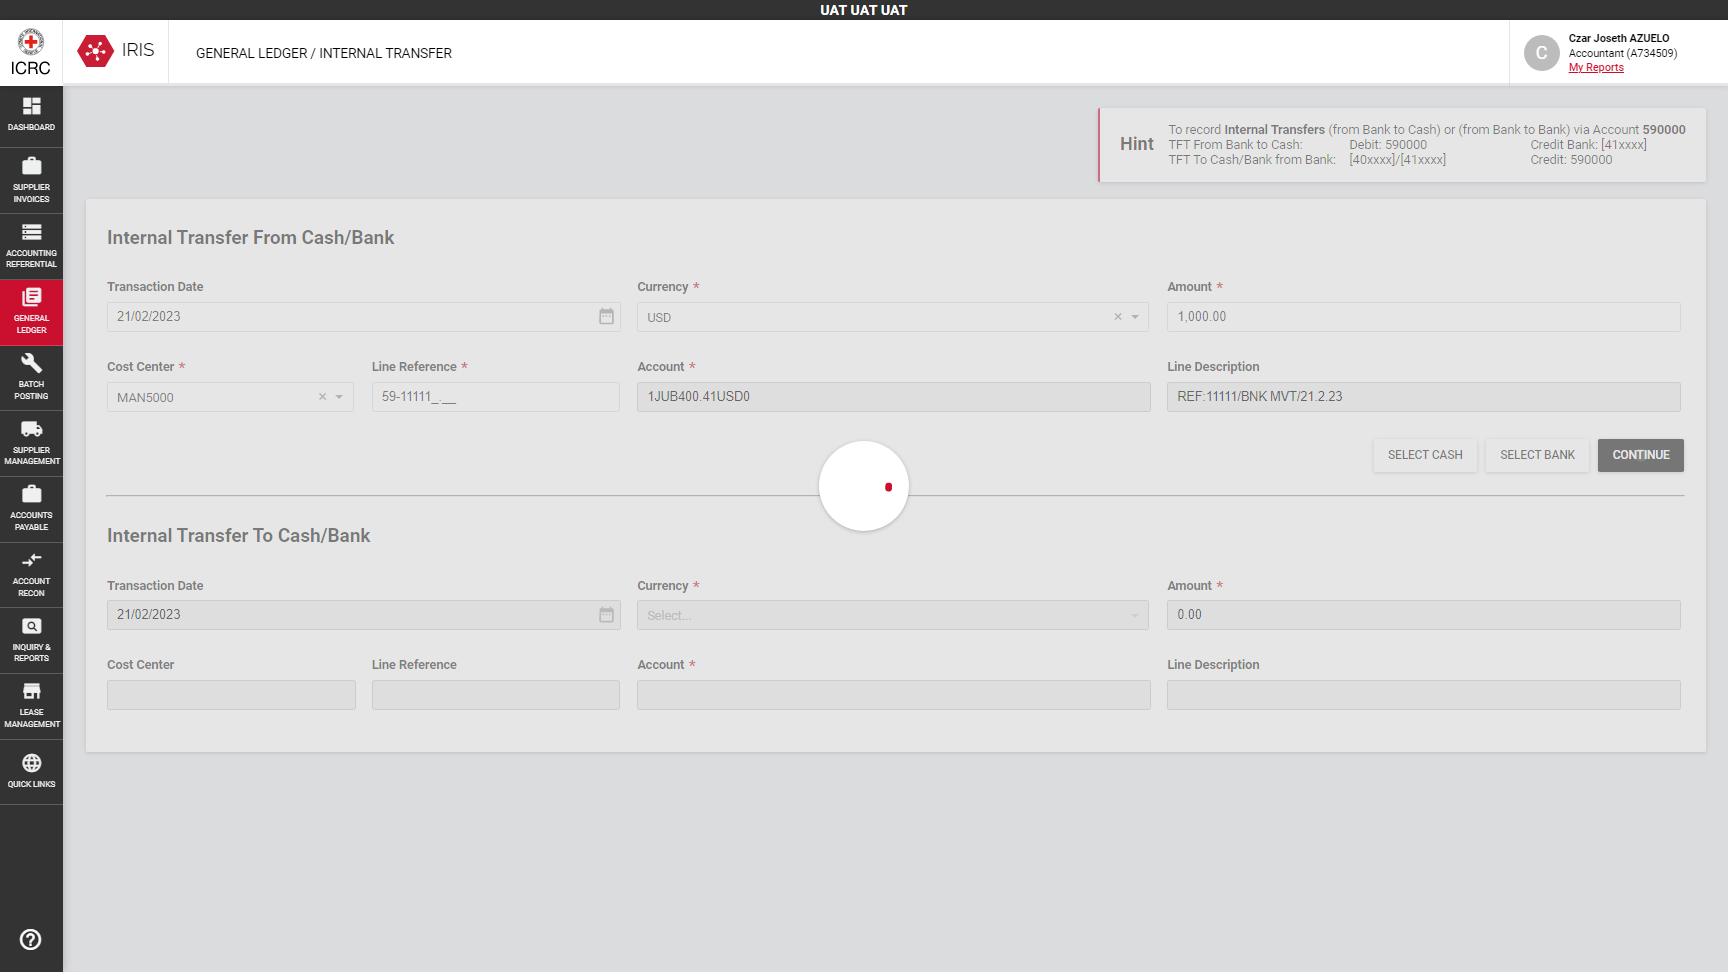 UAT UAT UAT
ICRC
IRIS
GENERAL LEDGER / INTERNAL TRANSFER
C
Czar Joseth AZUELO
Accountant (A734509)
My Reports
DASHBOARD
SUPPLIER
INVOICES
ACCOUNTING
REFERENTIAL
GENERAL
LEDGER
BATCH
POSTING
SUPPLIER
MANAGEMENT
ACCOUNTS
PAYABLE
ACCOUNT
RECON
INQUIRY &
REPORTS
LEASE
MANAGEMENT
QUICK LINKS
Hint
To record Internal Transfers (from Bank to Cash) or (from Bank to Bank) via Account 590000
TFT From Bank to Cash: Debit: 590000 Credit Bank: [41xxxx]
TFT To Cash/Bank from Bank: [40xxxx]/[41xxxx] Credit: 590000
Internal Transfer From Cash/Bank
Transaction Date Currency * Amount *
21/02/2023 USD 1,000.00
Cost Center * Line Reference * Account * Line Description
MAN5000 59-11111_.__ 1JUB400.41USD0 REF:11111/BNK MVT/21.2.23
SELECT CASH SELECT BANK CONTINUE
Internal Transfer To Cash/Bank
Transaction Date Currency * Amount *
21/02/2023 Select... 0.00
Cost Center Line Reference Account * Line Description